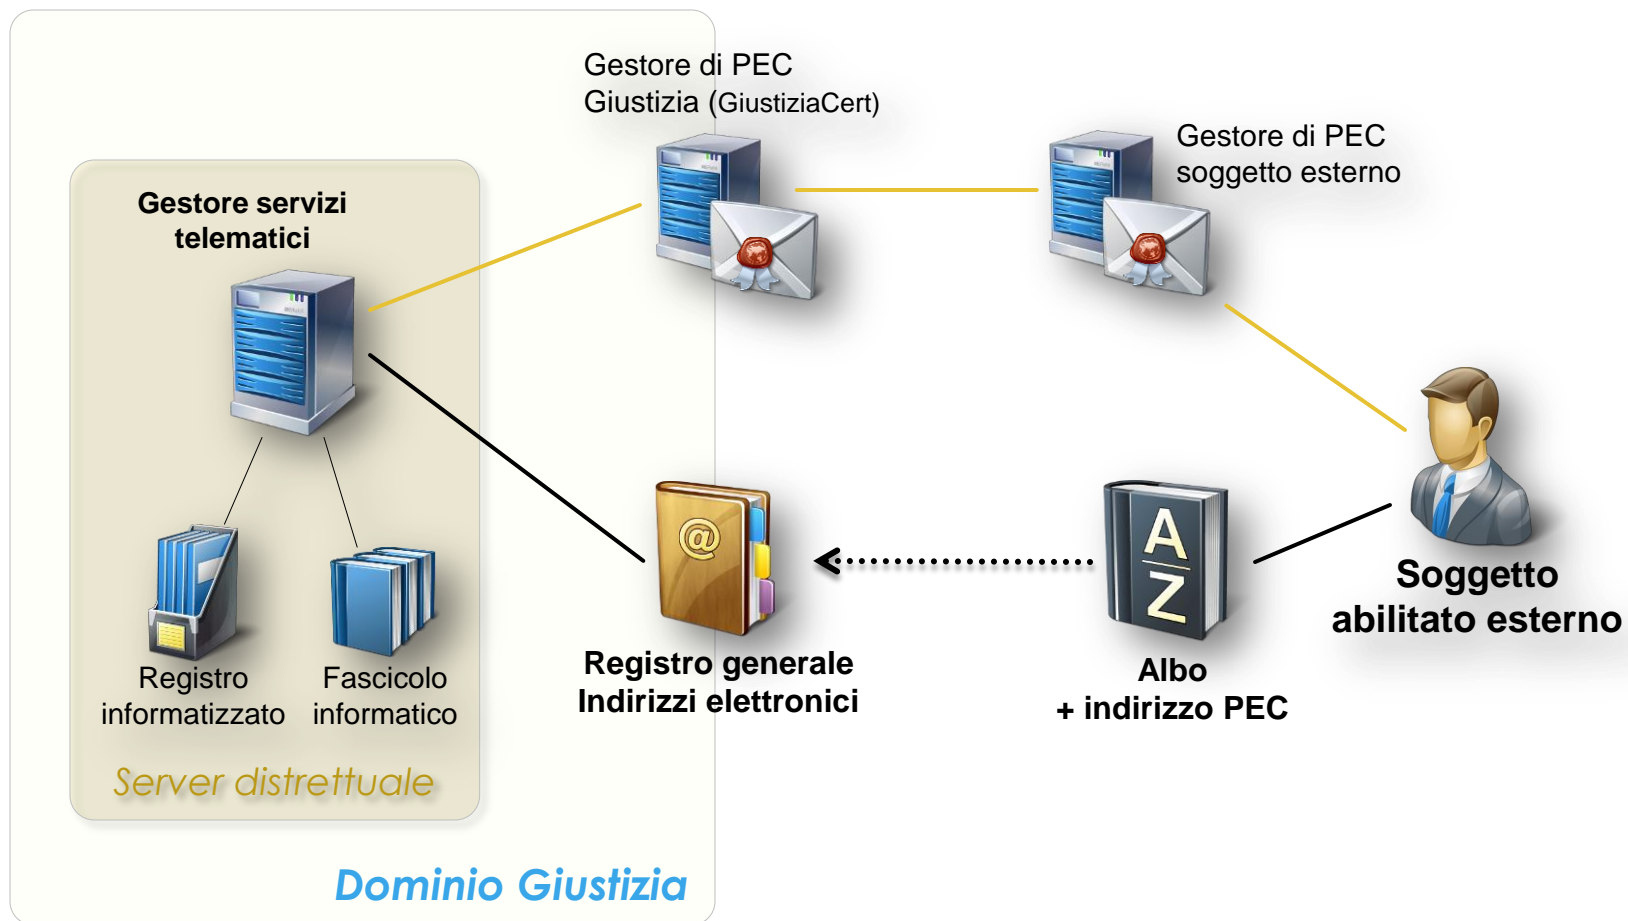 Gestore di PEC
Giustizia (GiustiziaCert)
Gestore di PEC
soggetto esterno
Gestore servizi
telematici
@
A
Z
Soggetto
abilitato esterno
Registro
informatizzato
Fascicolo
informatico
Registro generale
Indirizzi elettronici
Albo
+ indirizzo PEC
Server distrettuale
Dominio Giustizia